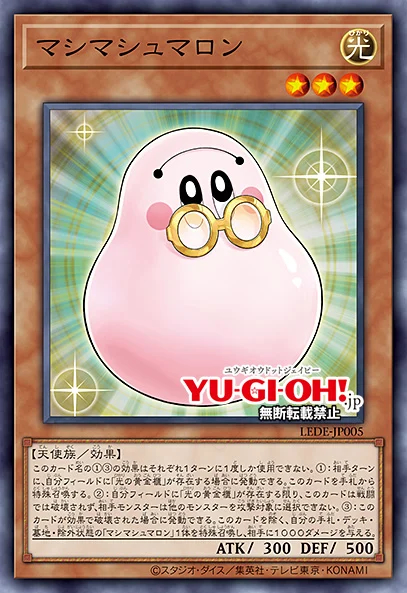 マシマシュマロン
ひかり
光
ユウギオウドットジェイピー
YU-GI-OH!.jp
無断転載禁止
LEDE-JP005
【天使族／効果】
このカード名の①③の効果はそれぞれ１ターンに１度しか使用できない。①：相手ターン
に、自分フィールドに「光の黄金櫃」が存在する場合に発動できる。このカードを手札から
特殊召喚する。②：自分フィールドに「光の黄金櫃」が存在する限り、このカードは戦闘
では破壊されず、相手モンスターは他のモンスターを攻撃対象に選択できない。③：こ
のカードが効果で破壊された場合に発動できる。このカードを除く、自分の手札・デッキ・
墓地・除外状態の「マシマシュマロン」１体を特殊召喚し、相手に１０００ダメージを与える。
ATK/ 300 DEF/ 500
©スタジオ・ダイス／集英社・テレビ東京・KONAMI